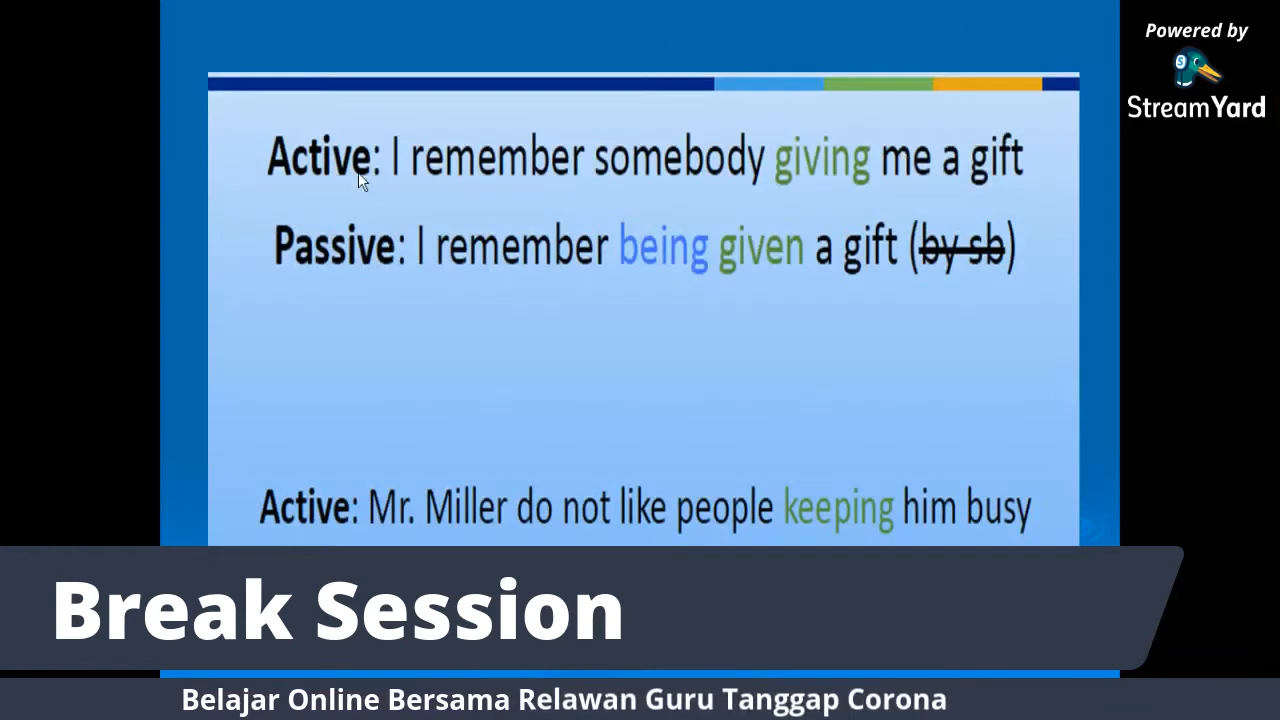 Powered by
StreamYard
Active: I remember somebody giving me a gift
Passive: I remember being given a gift (by sb)
Active: Mr. Miller do not like people keeping him busy
Break Session
Belajar Online Bersama Relawan Guru Tanggap Corona